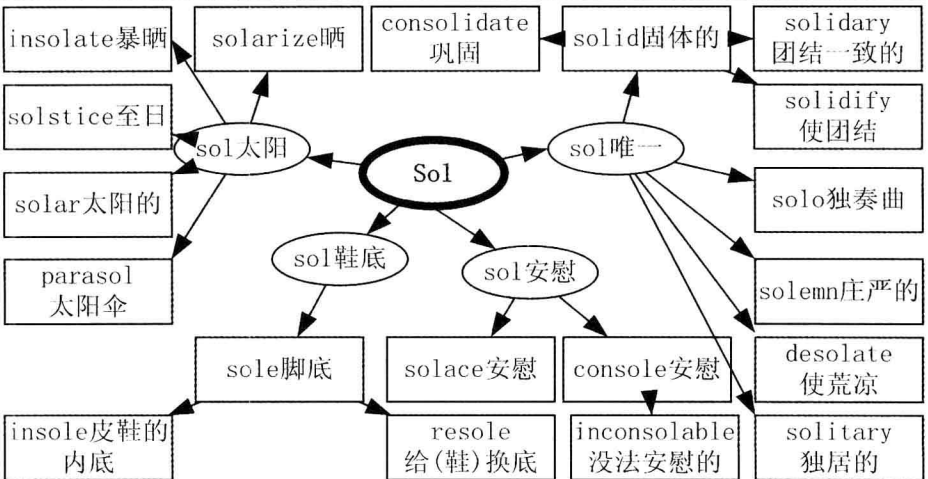 insolate暴晒
solarize晒
consolidate
巩固
solid固体的
solidary
团结一致的
solstice至日
solidify
使团结
sol太阳
Sol
sol唯一
solar太阳的
solo独奏曲
parasol
太阳伞
sol鞋底
sol安慰
solemn庄严的
sole脚底
solace安慰
console安慰
desolate
使荒凉
insole皮鞋的
内底
resole
给(鞋)换底
inconsolable
没法安慰的
solitary
独居的